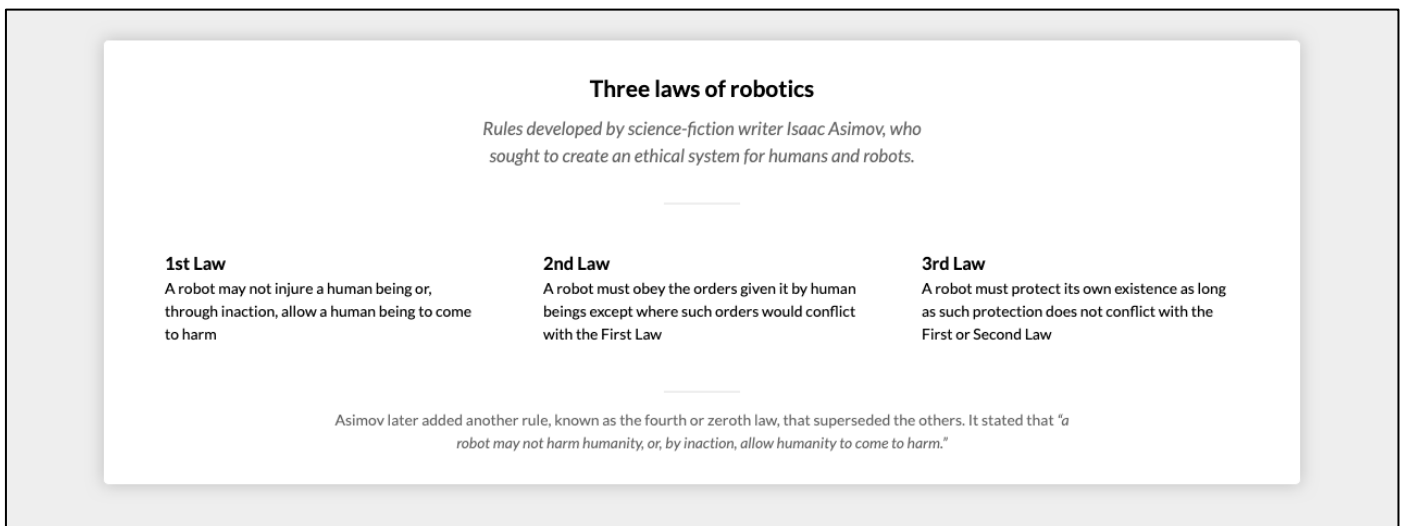 Three laws of robotics
Rules developed by science-fiction writer Isaac Asimov, who
sought to create an ethical system for humans and robots.
1st Law
A robot may not injure a human being or,
through inaction, allow a human being to come
to harm
2nd Law
A robot must obey the orders given it by human
beings except where such orders would conflict
with the First Law
3rd Law
A robot must protect its own existence as long
as such protection does not conflict with the
First or Second Law
Asimov later added another rule, known as the fourth or zeroth law, that superseded the others. It stated that “a
robot may not harm humanity, or, by inaction, allow humanity to come to harm.”